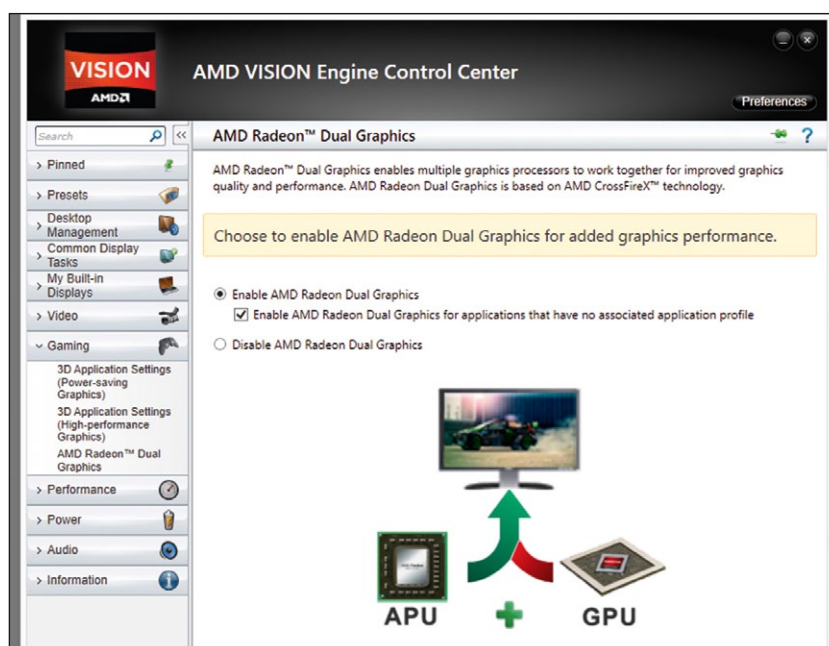 VISION
AMD
AMD VISION Engine Control Center
Preferences
Search
<<
AMD Radeon™ Dual Graphics
?
> Pinned
> Presets
> Desktop
Management
> Common Display
Tasks
> My Built-in
Displays
> Video
Gaming
3D Application Settings
(Power-saving
Graphics)
3D Application Settings
(High-performance
Graphics)
AMD Radeon™ Dual
Graphics
> Performance
> Power
> Audio
> Information
AMD Radeon™ Dual Graphics enables multiple graphics processors to work together for improved graphics
quality and performance. AMD Radeon Dual Graphics is based on AMD CrossFireX™ technology.
Choose to enable AMD Radeon Dual Graphics for added graphics performance.
Enable AMD Radeon Dual Graphics
Enable AMD Radeon Dual Graphics for applications that have no associated application profile
Disable AMD Radeon Dual Graphics
APU + GPU